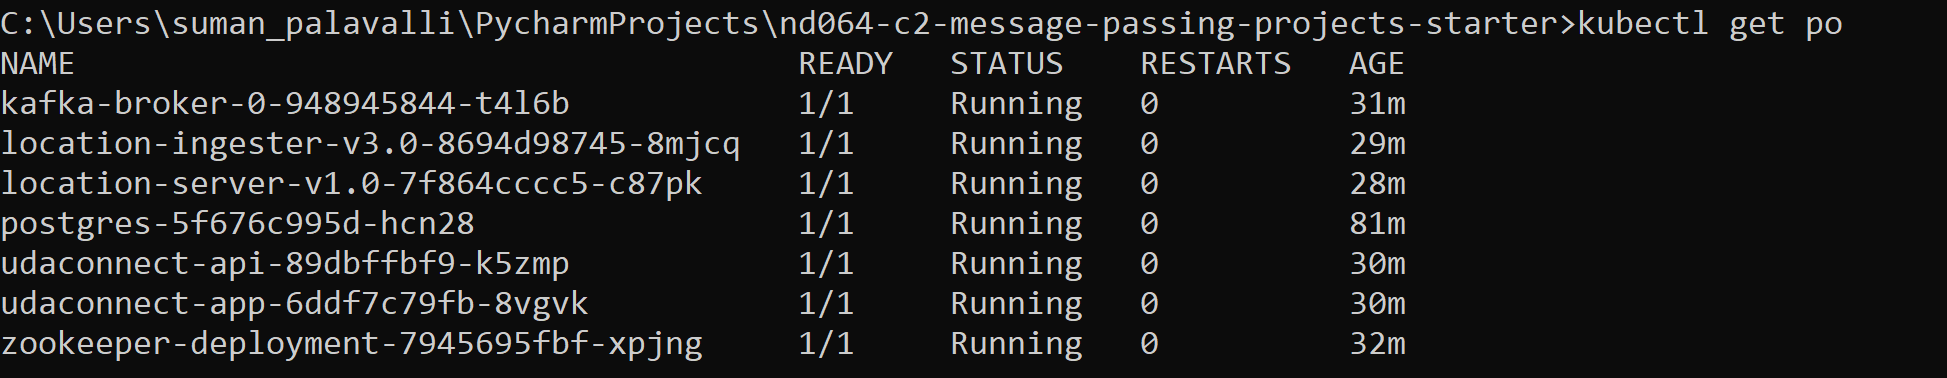 C:\Users\suman_palavalli\PycharmProjects\nd064-c2-message-passing-projects-starter>kubectl get po
NAME READY STATUS RESTARTS AGE
kafka-broker-0-948945844-t4l6b 1/1 Running 0 31m
location-ingester-v3.0-8694d98745-8mjcq 1/1 Running 0 29m
location-server-v1.0-7f864cccc5-c87pk 1/1 Running 0 28m
postgres-5f676c995d-hcn28 1/1 Running 0 81m
udaconnect-api-89dbffbf9-k5zmp 1/1 Running 0 30m
udaconnect-app-6ddf7c79fb-8vgvk 1/1 Running 0 30m
zookeeper-deployment-7945695fbf-xpjng 1/1 Running 0 32m